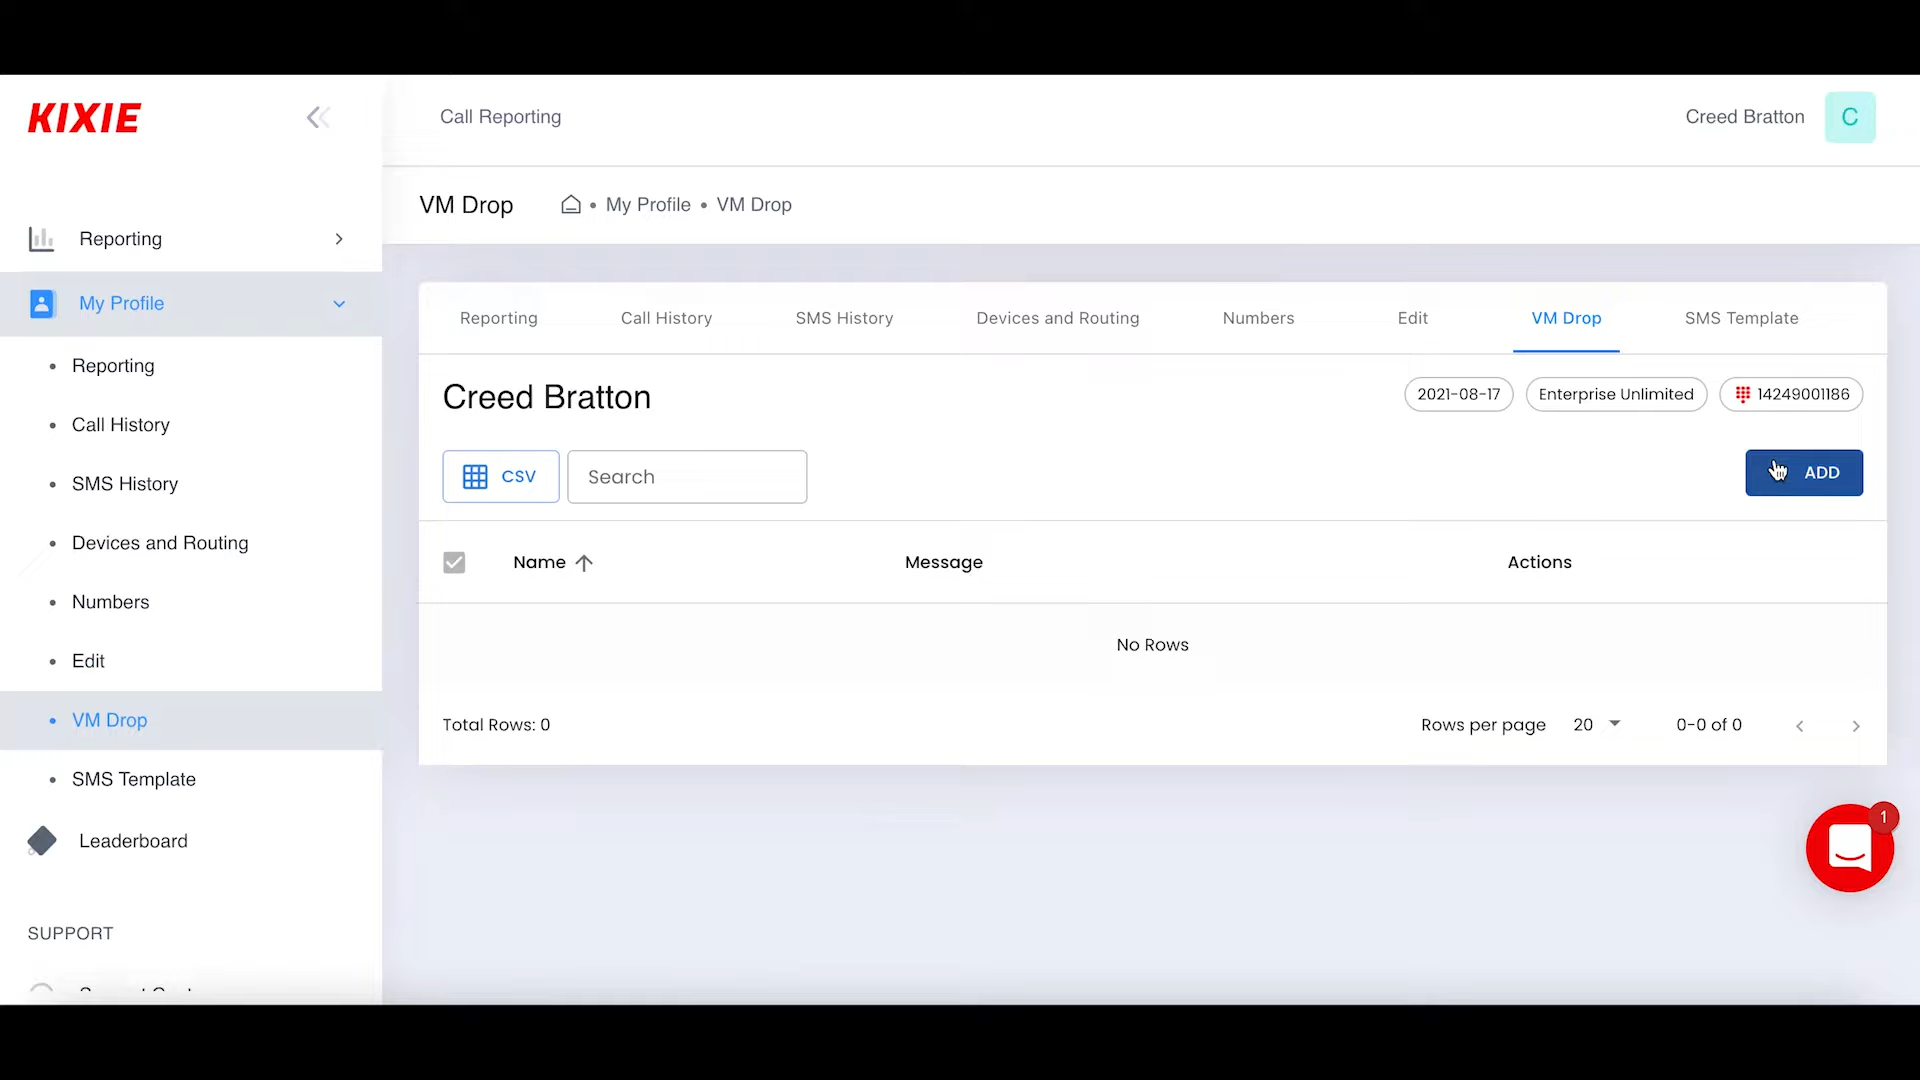 KIXIE
Call Reporting
Creed Bratton
C
VM Drop
My Profile
VM Drop
Reporting
My Profile
Reporting
Call History
SMS History
Devices and Routing
Numbers
Edit
VM Drop
SMS Template
Leaderboard
SUPPORT
Reporting
Call History
SMS History
Devices and Routing
Numbers
Edit
VM Drop
SMS Template
Creed Bratton
2021-08-17
Enterprise Unlimited
14249001186
CSV
Search
ADD
Name
Message
Actions
No Rows
Total Rows: 0
Rows per page
20
0-0 of 0
1